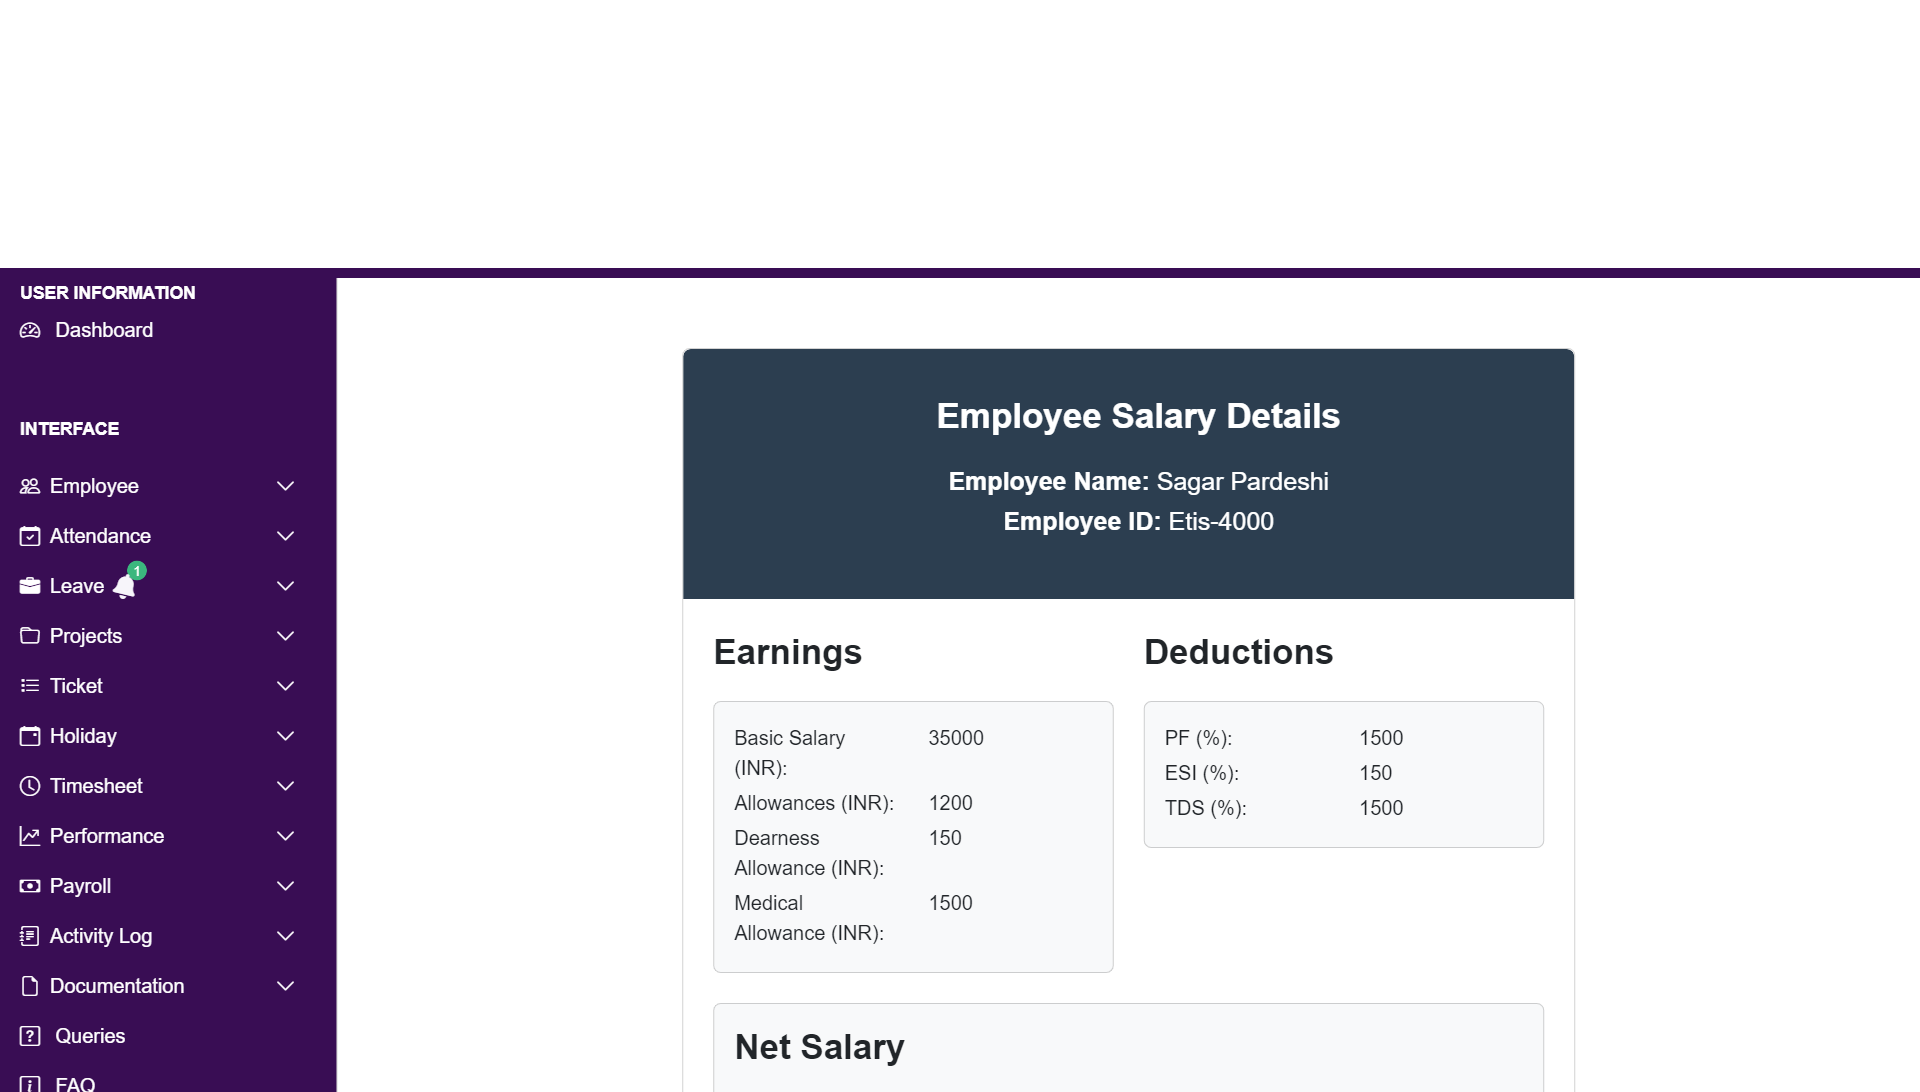 USER INFORMATION
Dashboard
INTERFACE
Employee
Attendance
Leave 1
Projects
Ticket
Holiday
Timesheet
Performance
Payroll
Activity Log
Documentation
Queries
FAQ
Employee Salary Details
Employee Name: Sagar Pardeshi
Employee ID: Etis-4000
Earnings
Basic Salary 35000
(INR):
Allowances (INR): 1200
Dearness 150
Allowance (INR):
Medical 1500
Allowance (INR):
Deductions
PF (%): 1500
ESI (%): 150
TDS (%): 1500
Net Salary